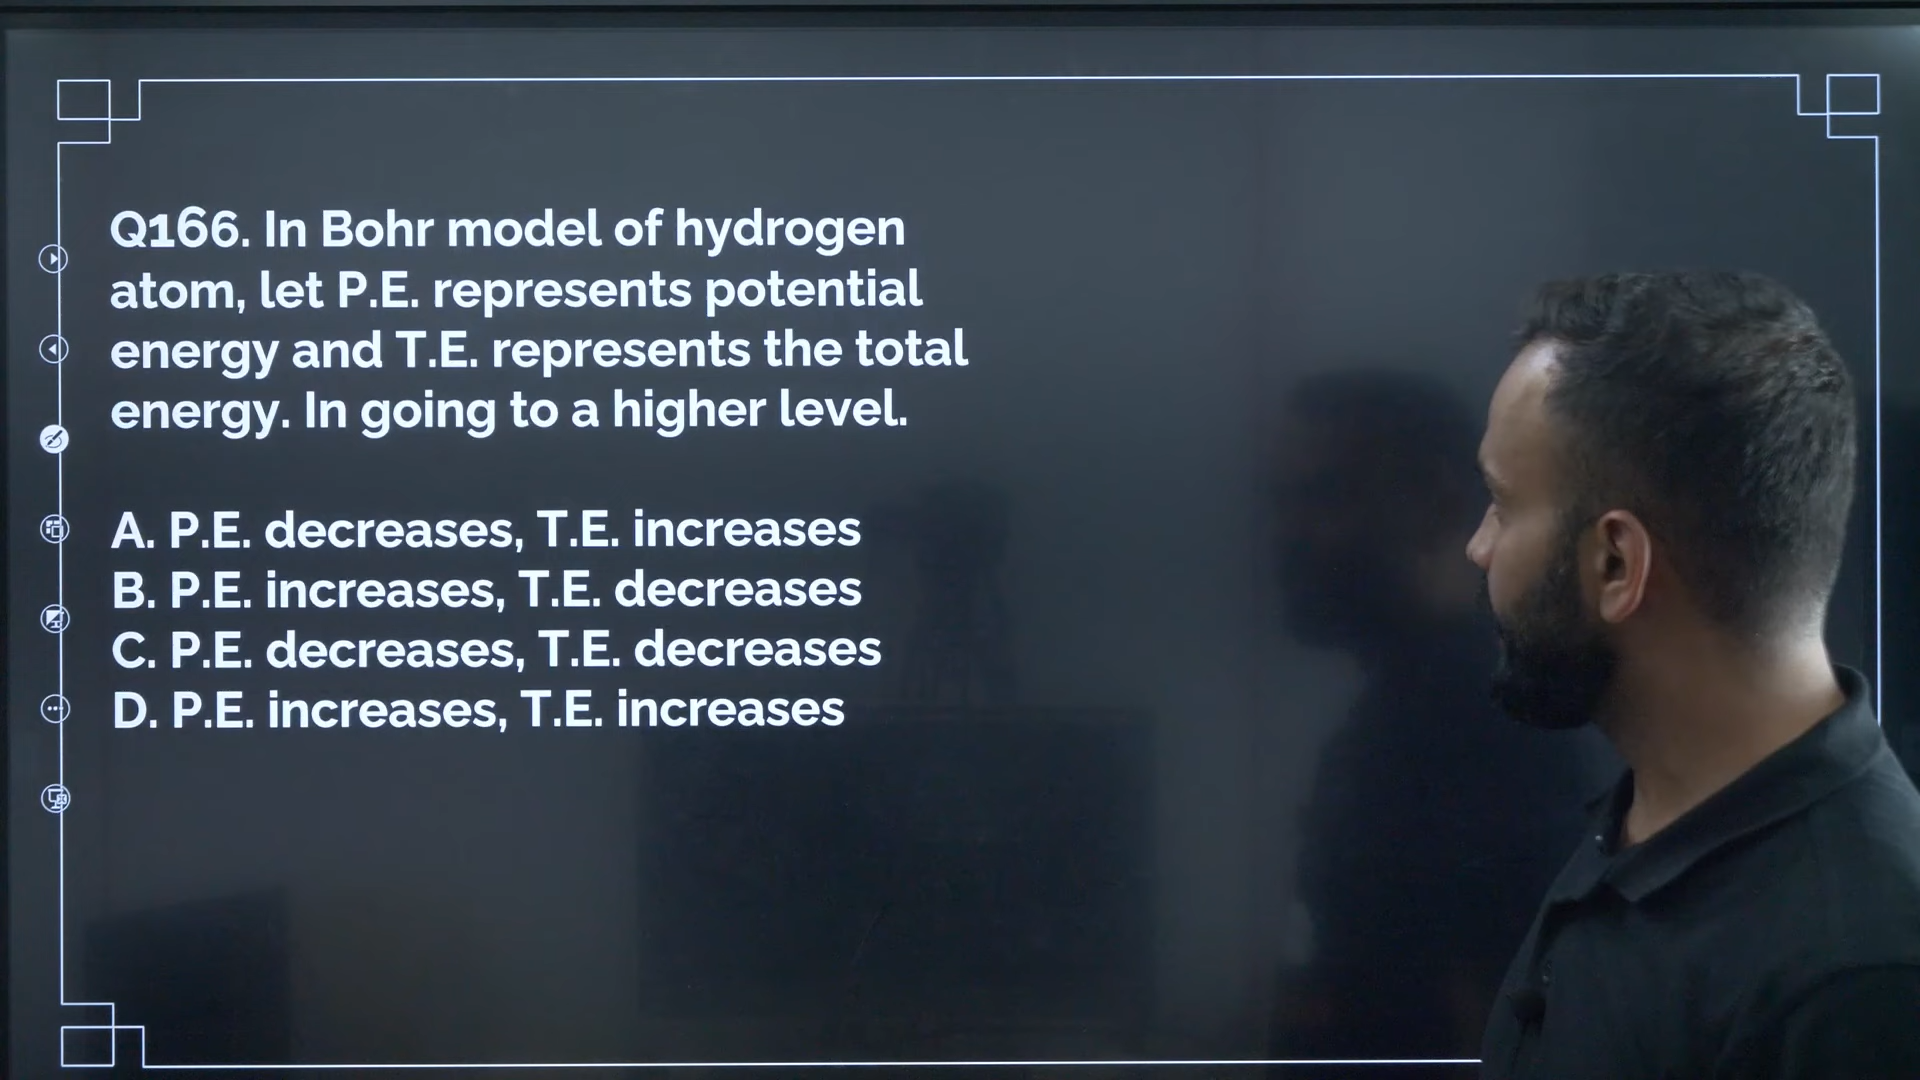 Q166. In Bohr model of hydrogen
atom, let P.E. represents potential
energy and T.E. represents the total
energy. In going to a higher level.
A. P.E. decreases, T.E. increases
B. P.E. increases, T.E. decreases
C. P.E. decreases, T.E. decreases
D. P.E. increases, T.E. increases